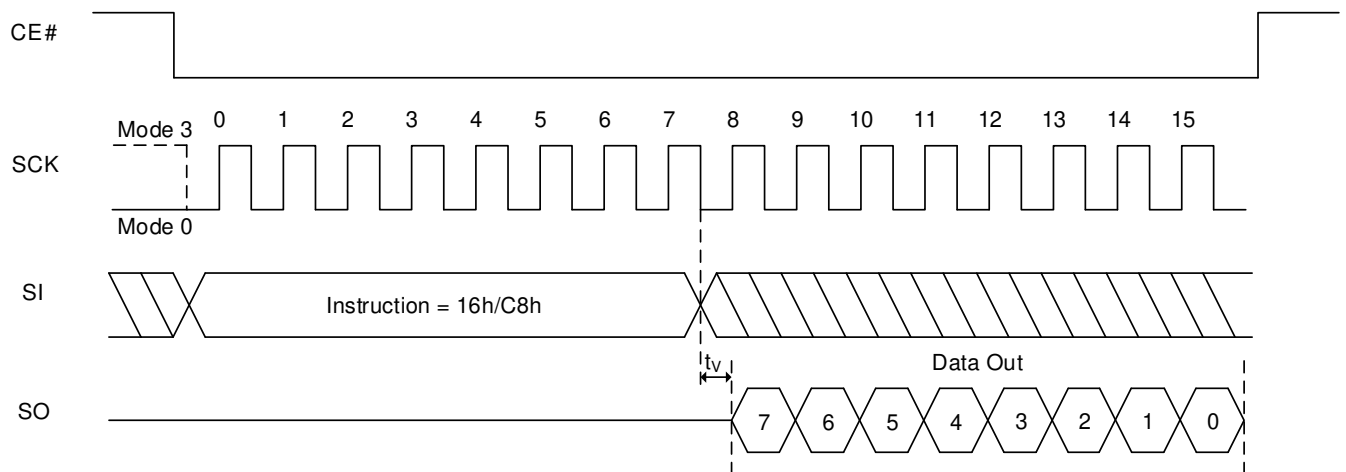 CE#
Mode 3 0 1 2 3 4 5 6 7 8 9 10 11 12 13 14 15
SCK
Mode 0
SI Instruction = 16h/C8h
tV Data Out
SO 7 6 5 4 3 2 1 0